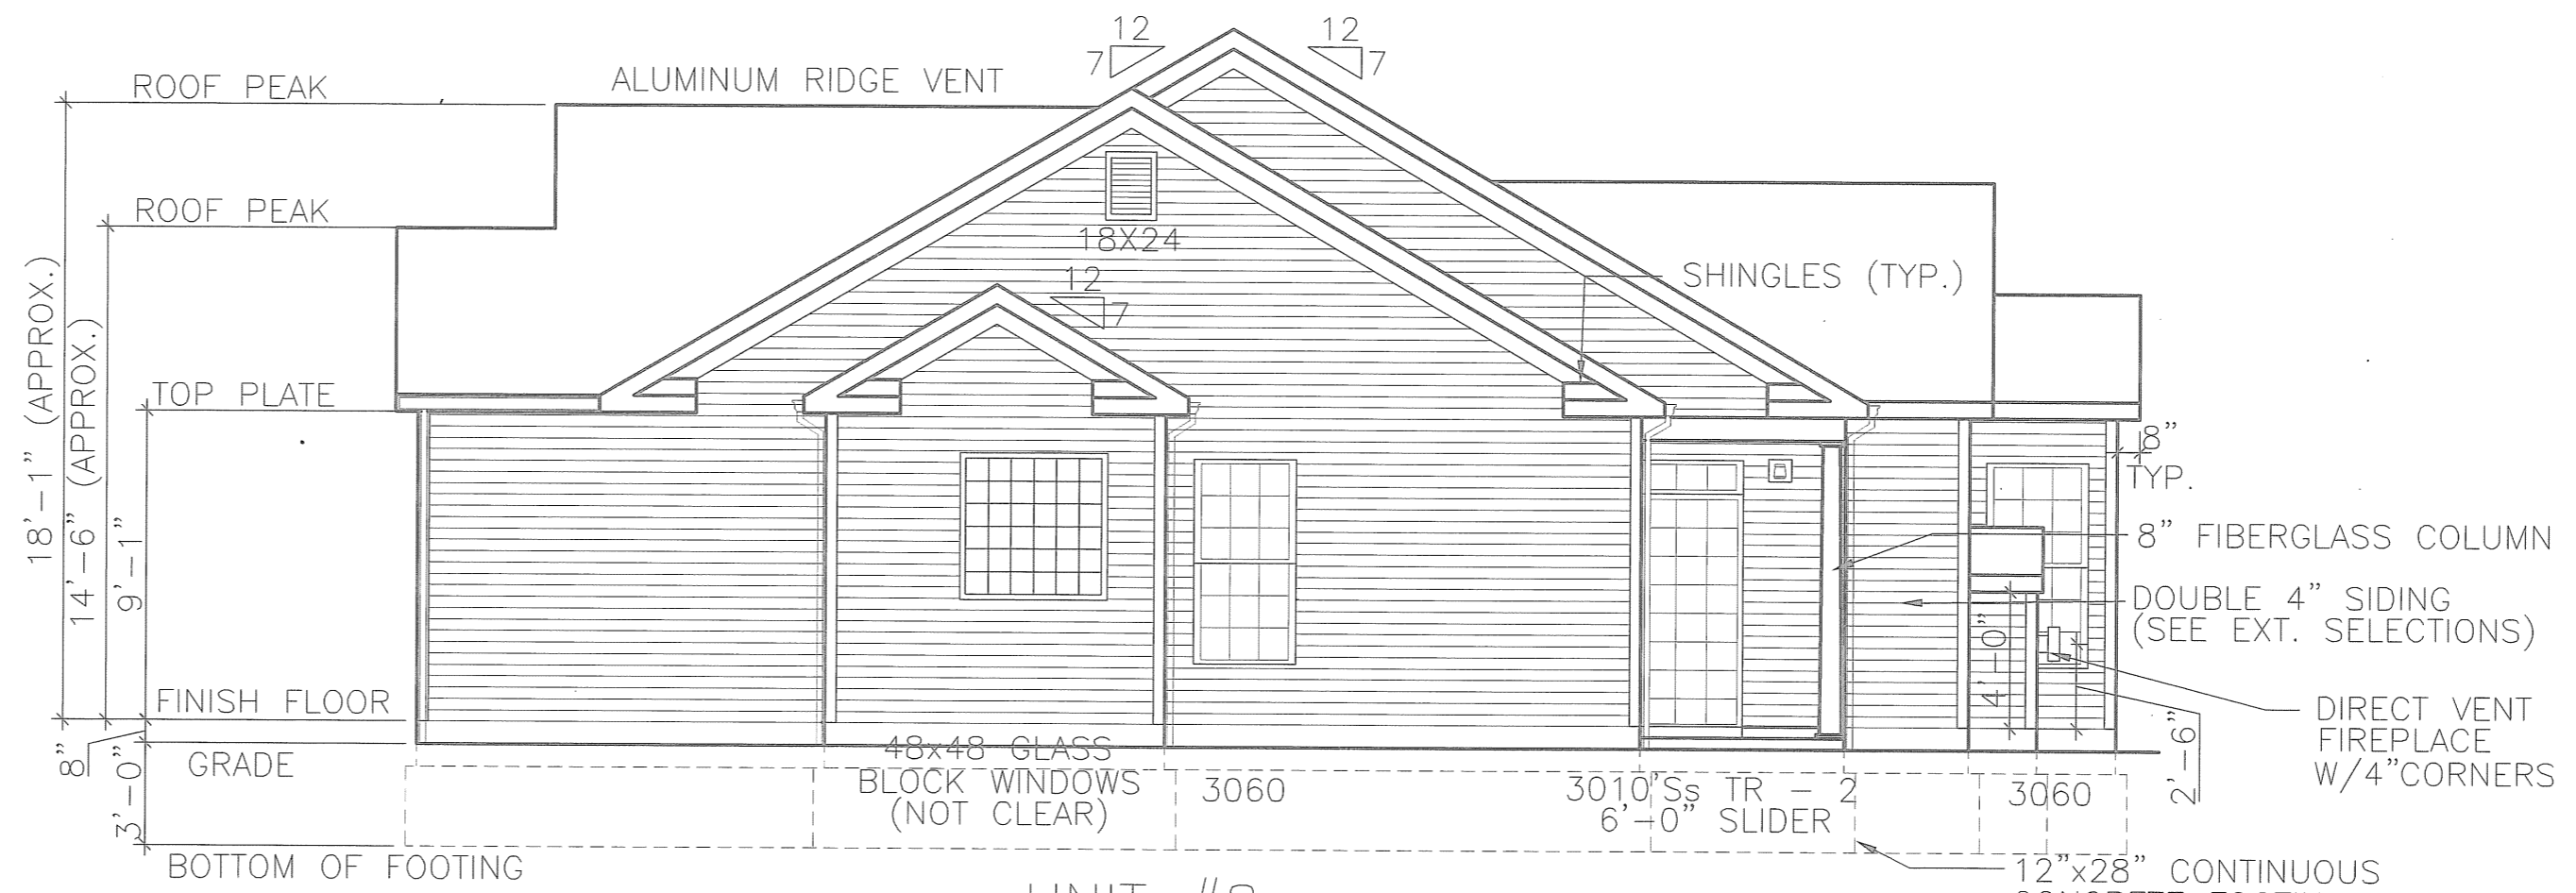 12
7
12
7
ROOF PEAK
ALUMINUM RIDGE VENT
ROOF PEAK
18X24
12
7
SHINGLES (TYP.)
18'-1" (APPROX.)
14'-6" (APPROX.)
9'-1"
TOP PLATE
8"
TYP.
8" FIBERGLASS COLUMN
DOUBLE 4" SIDING
(SEE EXT. SELECTIONS)
4'-0"
FINISH FLOOR
DIRECT VENT
FIREPLACE
W/4"CORNERS
2'-6"
8"
GRADE
3'-0"
48x48 GLASS
BLOCK WINDOWS
(NOT CLEAR)
3060
3010'Ss TR - 2
6'-0" SLIDER
3060
BOTTOM OF FOOTING
12"x28" CONTINUOUS